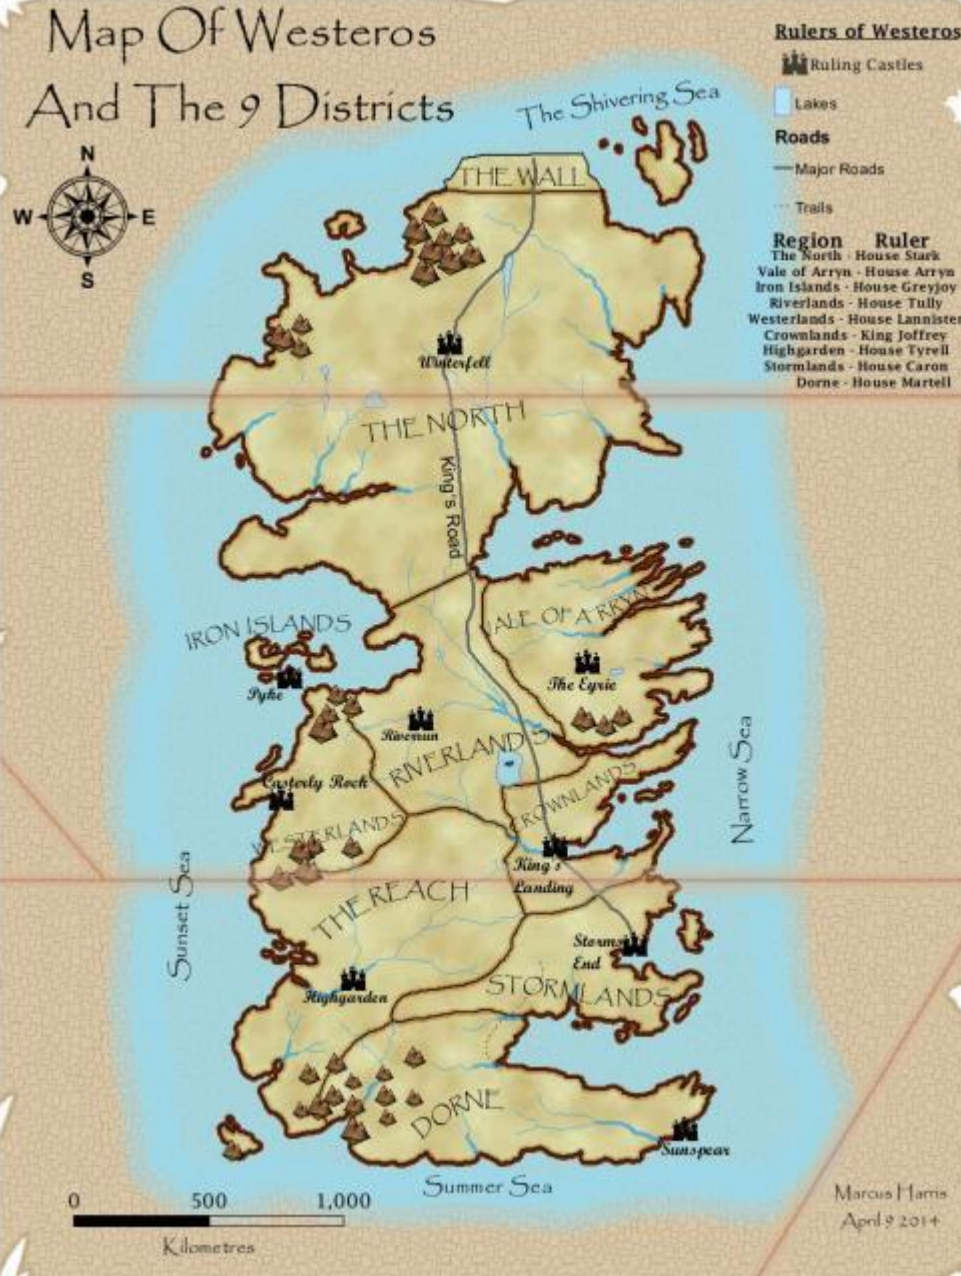 Map Of Westeros
And The 9 Districts
Rulers of Westeros
Ruling Castles
Lakes
Roads
Major Roads
Trails
Region Ruler
The North - House Stark
Vale of Arryn - House Arryn
Iron Islands - House Greyjoy
Riverlands - House Tully
Westerlands - House Lannister
Crownlands - King Joffrey
Highgarden - House Tyrell
Stormlands - House Caron
Dorne - House Martell
N
W E
S
The Shivering Sea
THE WALL
Winterfell
THE NORTH
King's Road
IRON ISLANDS
VALE OF ARRYN
Pyke
The Eyrie
Riverrun
RIVERLANDS
Narrow Sea
Casterly Rock
CROWNLANDS
WESTERLANDS
King's
Landing
THE REACH
Sunset Sea
Storms
End
Highgarden
STORMLANDS
DORNE
Sunspear
Summer Sea
0 500 1,000
Kilometres
Marcus Harris
April 9 2014